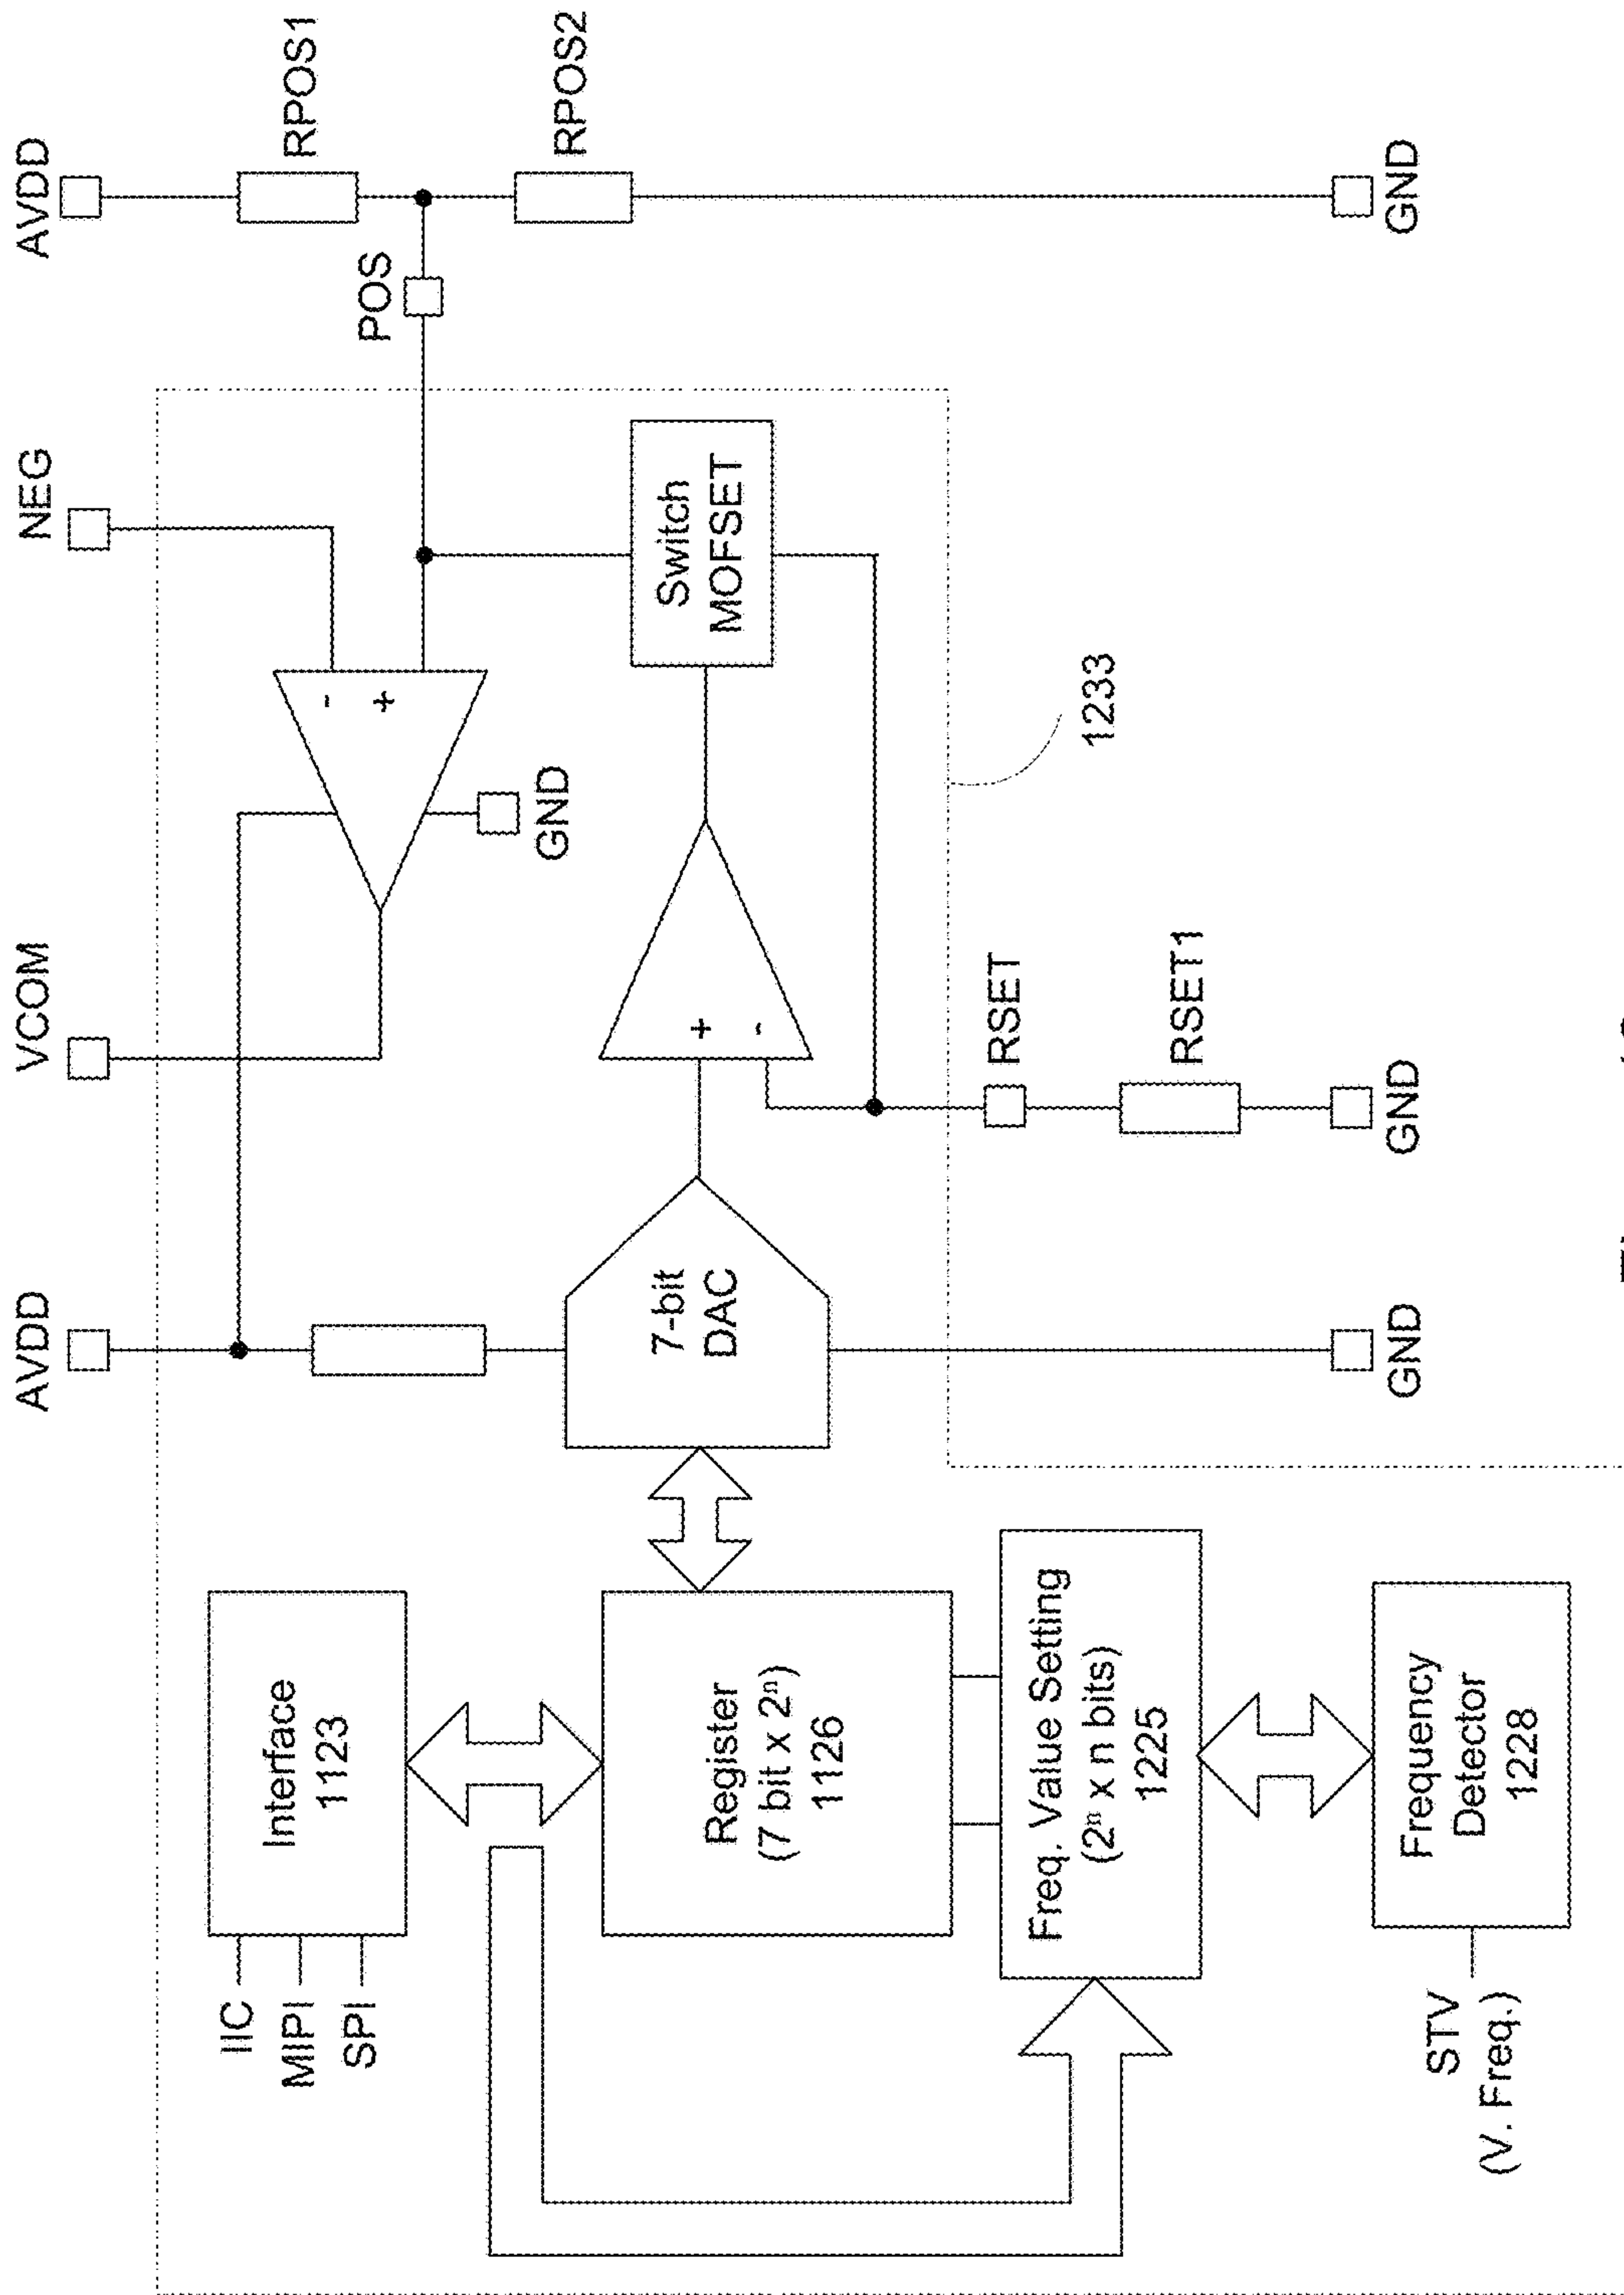 AVDD
VCOM
NEG
AVDD
IIC
MIPI
SPI
Interface
1123
Register
(7 bit x 2ⁿ)
1126
7-bit
DAC
+
-
-
+
GND
Switch
MOFSET
POS
RPOS1
RPOS2
Freq. Value Setting
(2ⁿ x n bits)
1225
RSET
RSET1
1233
STV
(V. Freq.)
Frequency
Detector
1228
GND
GND
GND